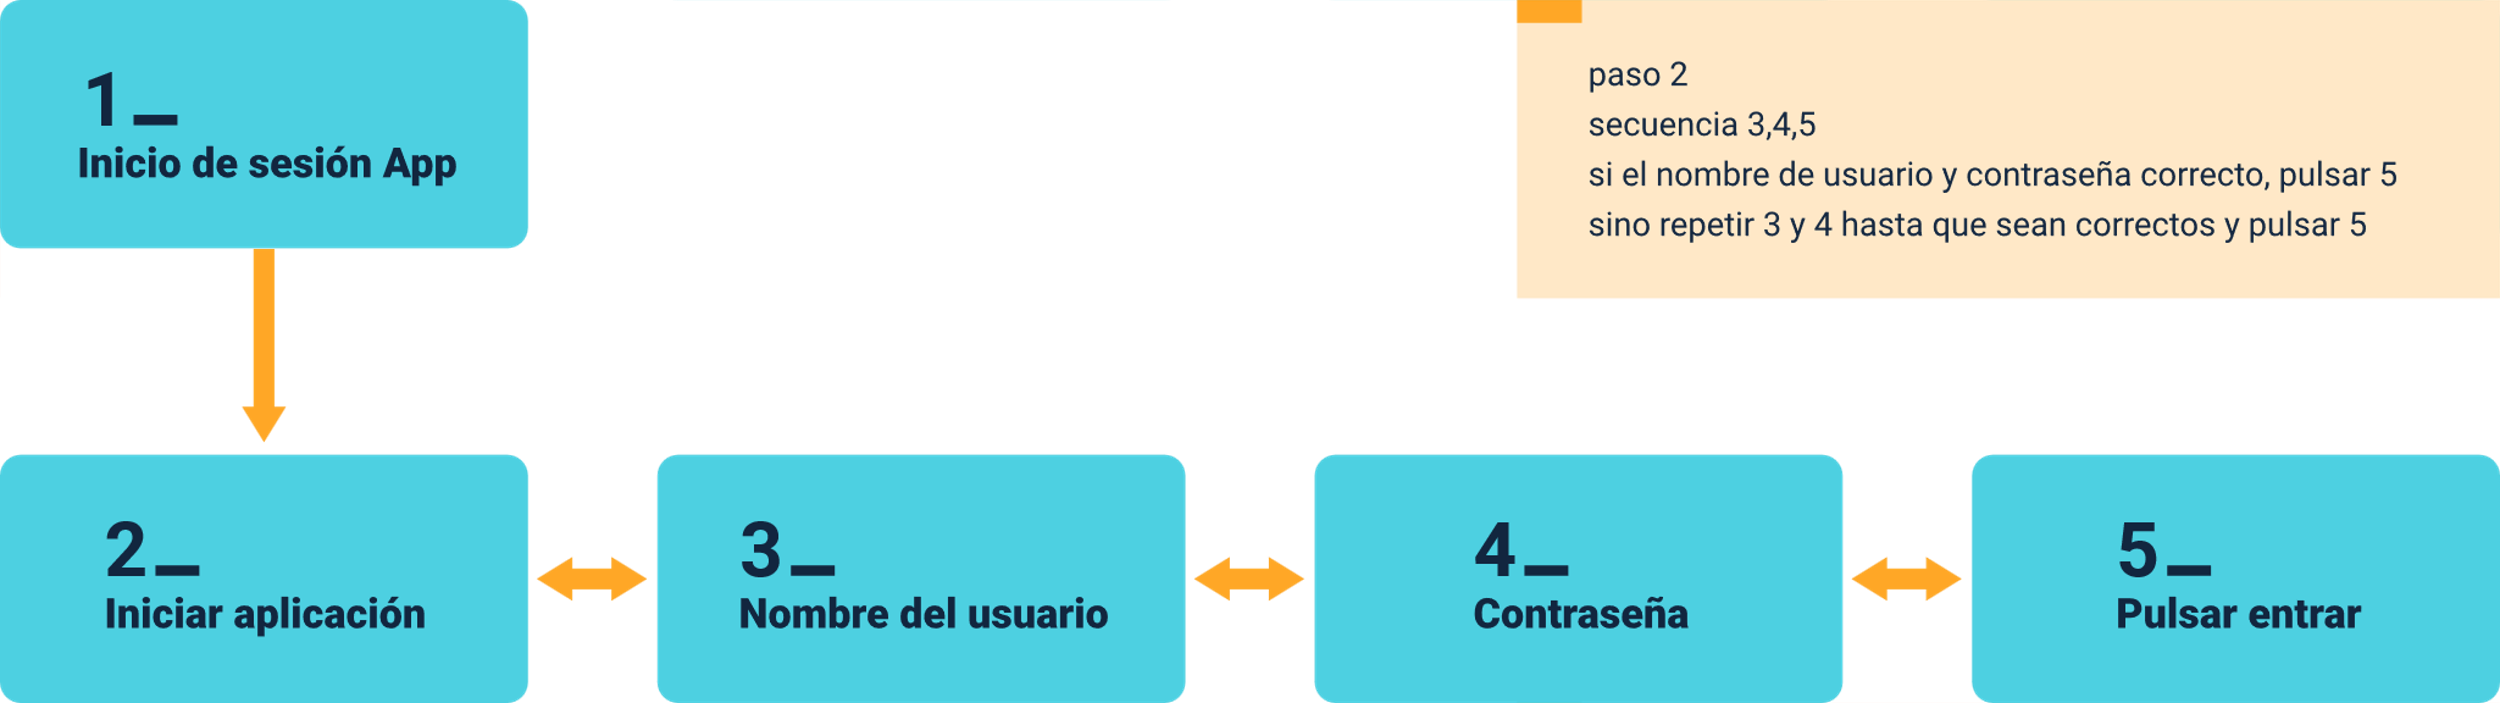 1_
Inicio de sesión App
paso 2
secuencia 3,4,5
si el nombre de usuario y contraseña correcto, pulsar 5
sino repetir 3 y 4 hasta que sean correctos y pulsar 5
2_
Iniciar aplicación
3_
Nombre del usuario
4_
Contraseña
5_
Pulsar entrar